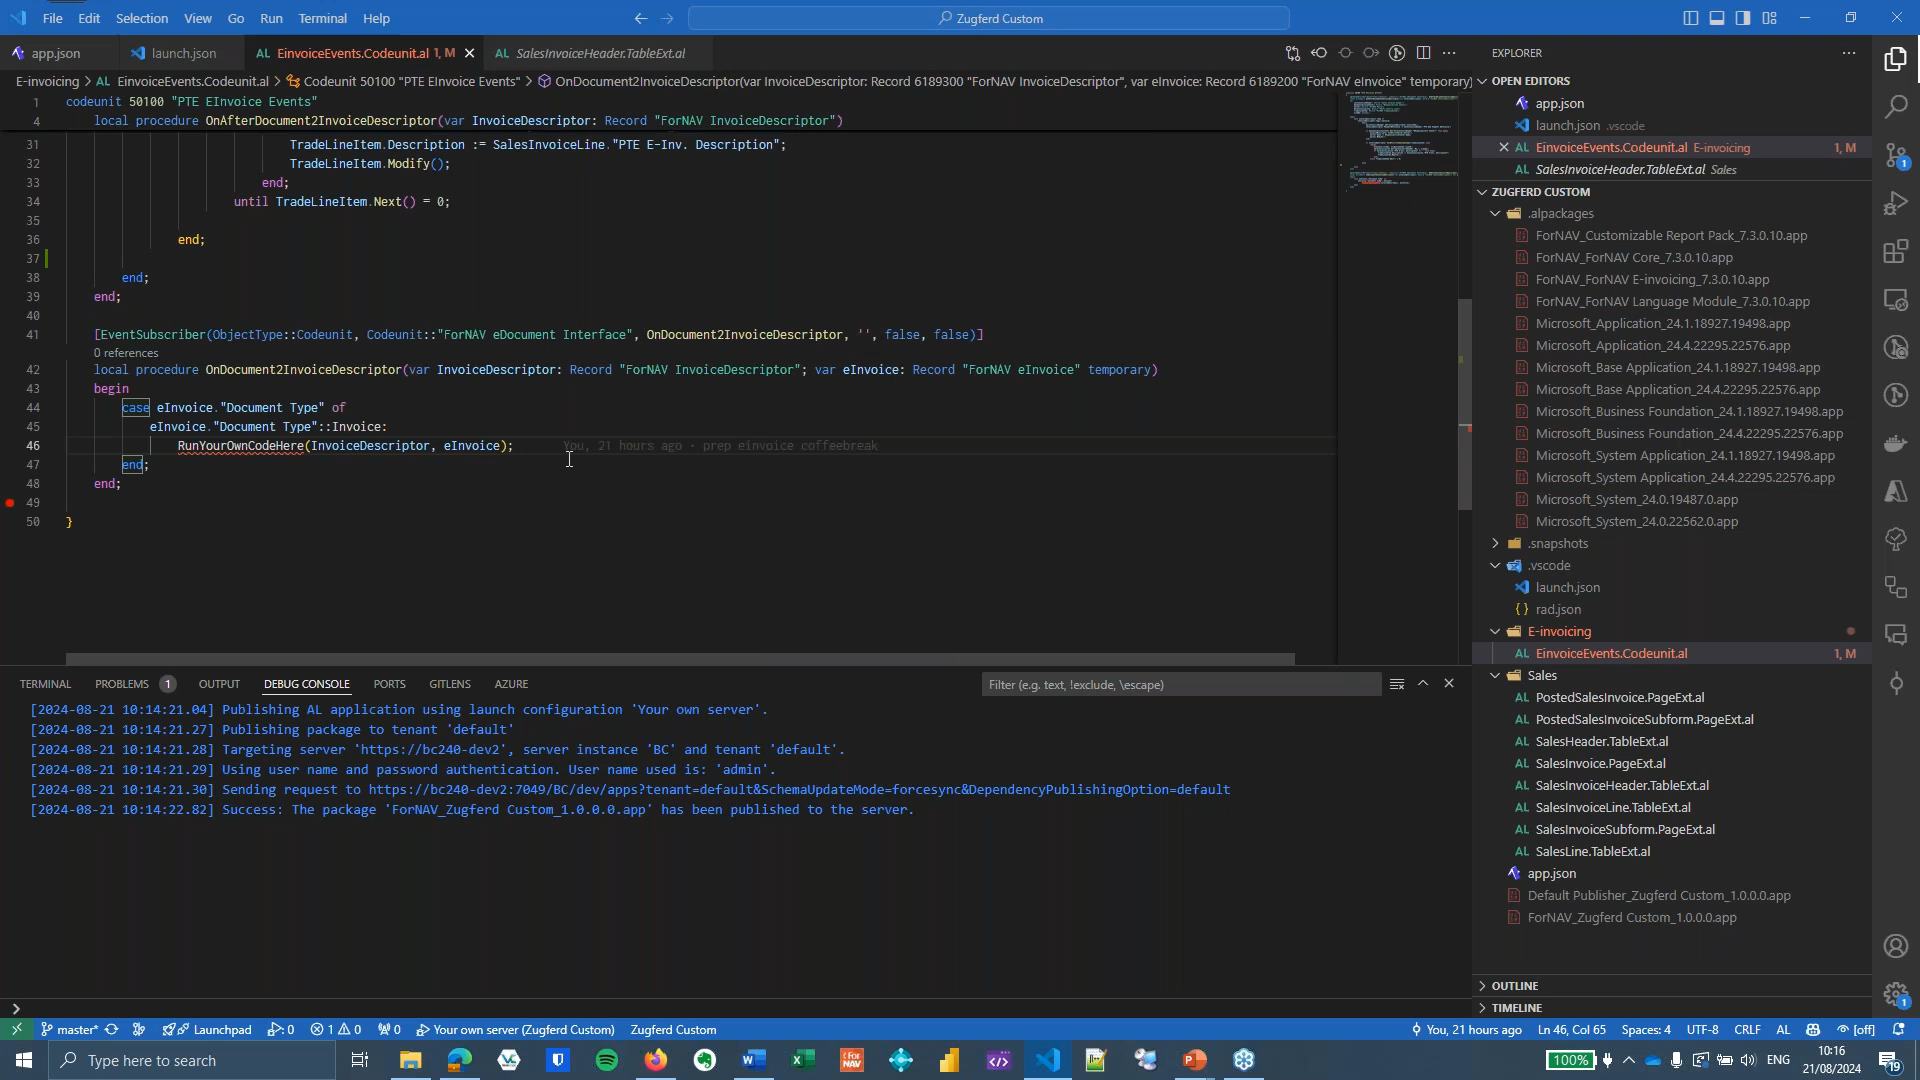 File Edit Selection View Go Run Terminal Help
Zugferd Custom
app.json
launch.json
EinvoiceEvents.Codeunit.al 1, M
SalesInvoiceHeader.TableExt.al
E-invoicing > EinvoiceEvents.Codeunit.al > Codeunit 50100 "PTE EInvoice Events" > OnDocument2InvoiceDescriptor(var InvoiceDescriptor: Record 6189300 "ForNAV InvoiceDescriptor", var eInvoice: Record 6189200 "ForNAV eInvoice" temporary)
1 codeunit 50100 "PTE EInvoice Events"
4 local procedure OnAfterDocument2InvoiceDescriptor(var InvoiceDescriptor: Record "ForNAV InvoiceDescriptor")
31 TradeLineItem.Description := SalesInvoiceLine."PTE E-Inv. Description";
32 TradeLineItem.Modify();
33 end;
34 until TradeLineItem.Next() = 0;
35
36 end;
37
38 end;
39 end;
40
41 [EventSubscriber(ObjectType::Codeunit, Codeunit::"ForNAV eDocument Interface", OnDocument2InvoiceDescriptor, '', false, false)]
0 references
42 local procedure OnDocument2InvoiceDescriptor(var InvoiceDescriptor: Record "ForNAV InvoiceDescriptor"; var eInvoice: Record "ForNAV eInvoice" temporary)
43 begin
44 case eInvoice."Document Type" of
45 eInvoice."Document Type"::Invoice:
46 RunYourOwnCodeHere(InvoiceDescriptor, eInvoice); You, 21 hours ago • prep einvoice coffeebreak
47 end;
48 end;
49
50 }
TERMINAL PROBLEMS 1 OUTPUT DEBUG CONSOLE PORTS GITLENS AZURE
Filter (e.g. text, !exclude, \escape)
[2024-08-21 10:14:21.04] Publishing AL application using launch configuration 'Your own server'.
[2024-08-21 10:14:21.27] Publishing package to tenant 'default'
[2024-08-21 10:14:21.28] Targeting server 'https://bc240-dev2', server instance 'BC' and tenant 'default'.
[2024-08-21 10:14:21.29] Using user name and password authentication. User name used is: 'admin'.
[2024-08-21 10:14:21.30] Sending request to https://bc240-dev2:7049/BC/dev/apps?tenant=default&SchemaUpdateMode=forcesync&DependencyPublishingOption=default
[2024-08-21 10:14:22.82] Success: The package 'ForNAV_Zugferd Custom_1.0.0.0.app' has been published to the server.
EXPLORER
OPEN EDITORS
app.json
launch.json .vscode
AL EinvoiceEvents.Codeunit.al E-invoicing 1, M
AL SalesInvoiceHeader.TableExt.al Sales
ZUGFERD CUSTOM
.alpackages
ForNAV_Customizable Report Pack_7.3.0.10.app
ForNAV_ForNAV Core_7.3.0.10.app
ForNAV_ForNAV E-invoicing_7.3.0.10.app
ForNAV_ForNAV Language Module_7.3.0.10.app
Microsoft_Application_24.1.18927.19498.app
Microsoft_Application_24.4.22295.22576.app
Microsoft_Base Application_24.1.18927.19498.app
Microsoft_Base Application_24.4.22295.22576.app
Microsoft_Business Foundation_24.1.18927.19498.app
Microsoft_Business Foundation_24.4.22295.22576.app
Microsoft_System Application_24.1.18927.19498.app
Microsoft_System Application_24.4.22295.22576.app
Microsoft_System_24.0.19487.0.app
Microsoft_System_24.0.22562.0.app
.snapshots
.vscode
launch.json
{} rad.json
E-invoicing
AL EinvoiceEvents.Codeunit.al 1, M
Sales
AL PostedSalesInvoice.PageExt.al
AL PostedSalesInvoiceSubform.PageExt.al
AL SalesHeader.TableExt.al
AL SalesInvoice.PageExt.al
AL SalesInvoiceHeader.TableExt.al
AL SalesInvoiceLine.TableExt.al
AL SalesInvoiceSubform.PageExt.al
AL SalesLine.TableExt.al
app.json
Default Publisher_Zugferd Custom_1.0.0.0.app
ForNAV_Zugferd Custom_1.0.0.0.app
OUTLINE
TIMELINE
master* Launchpad 0 1 0 0 Your own server (Zugferd Custom) Zugferd Custom You, 21 hours ago Ln 46, Col 65 Spaces: 4 UTF-8 CRLF AL [off]
Type here to search
100% ENG 10:16
21/08/2024 19